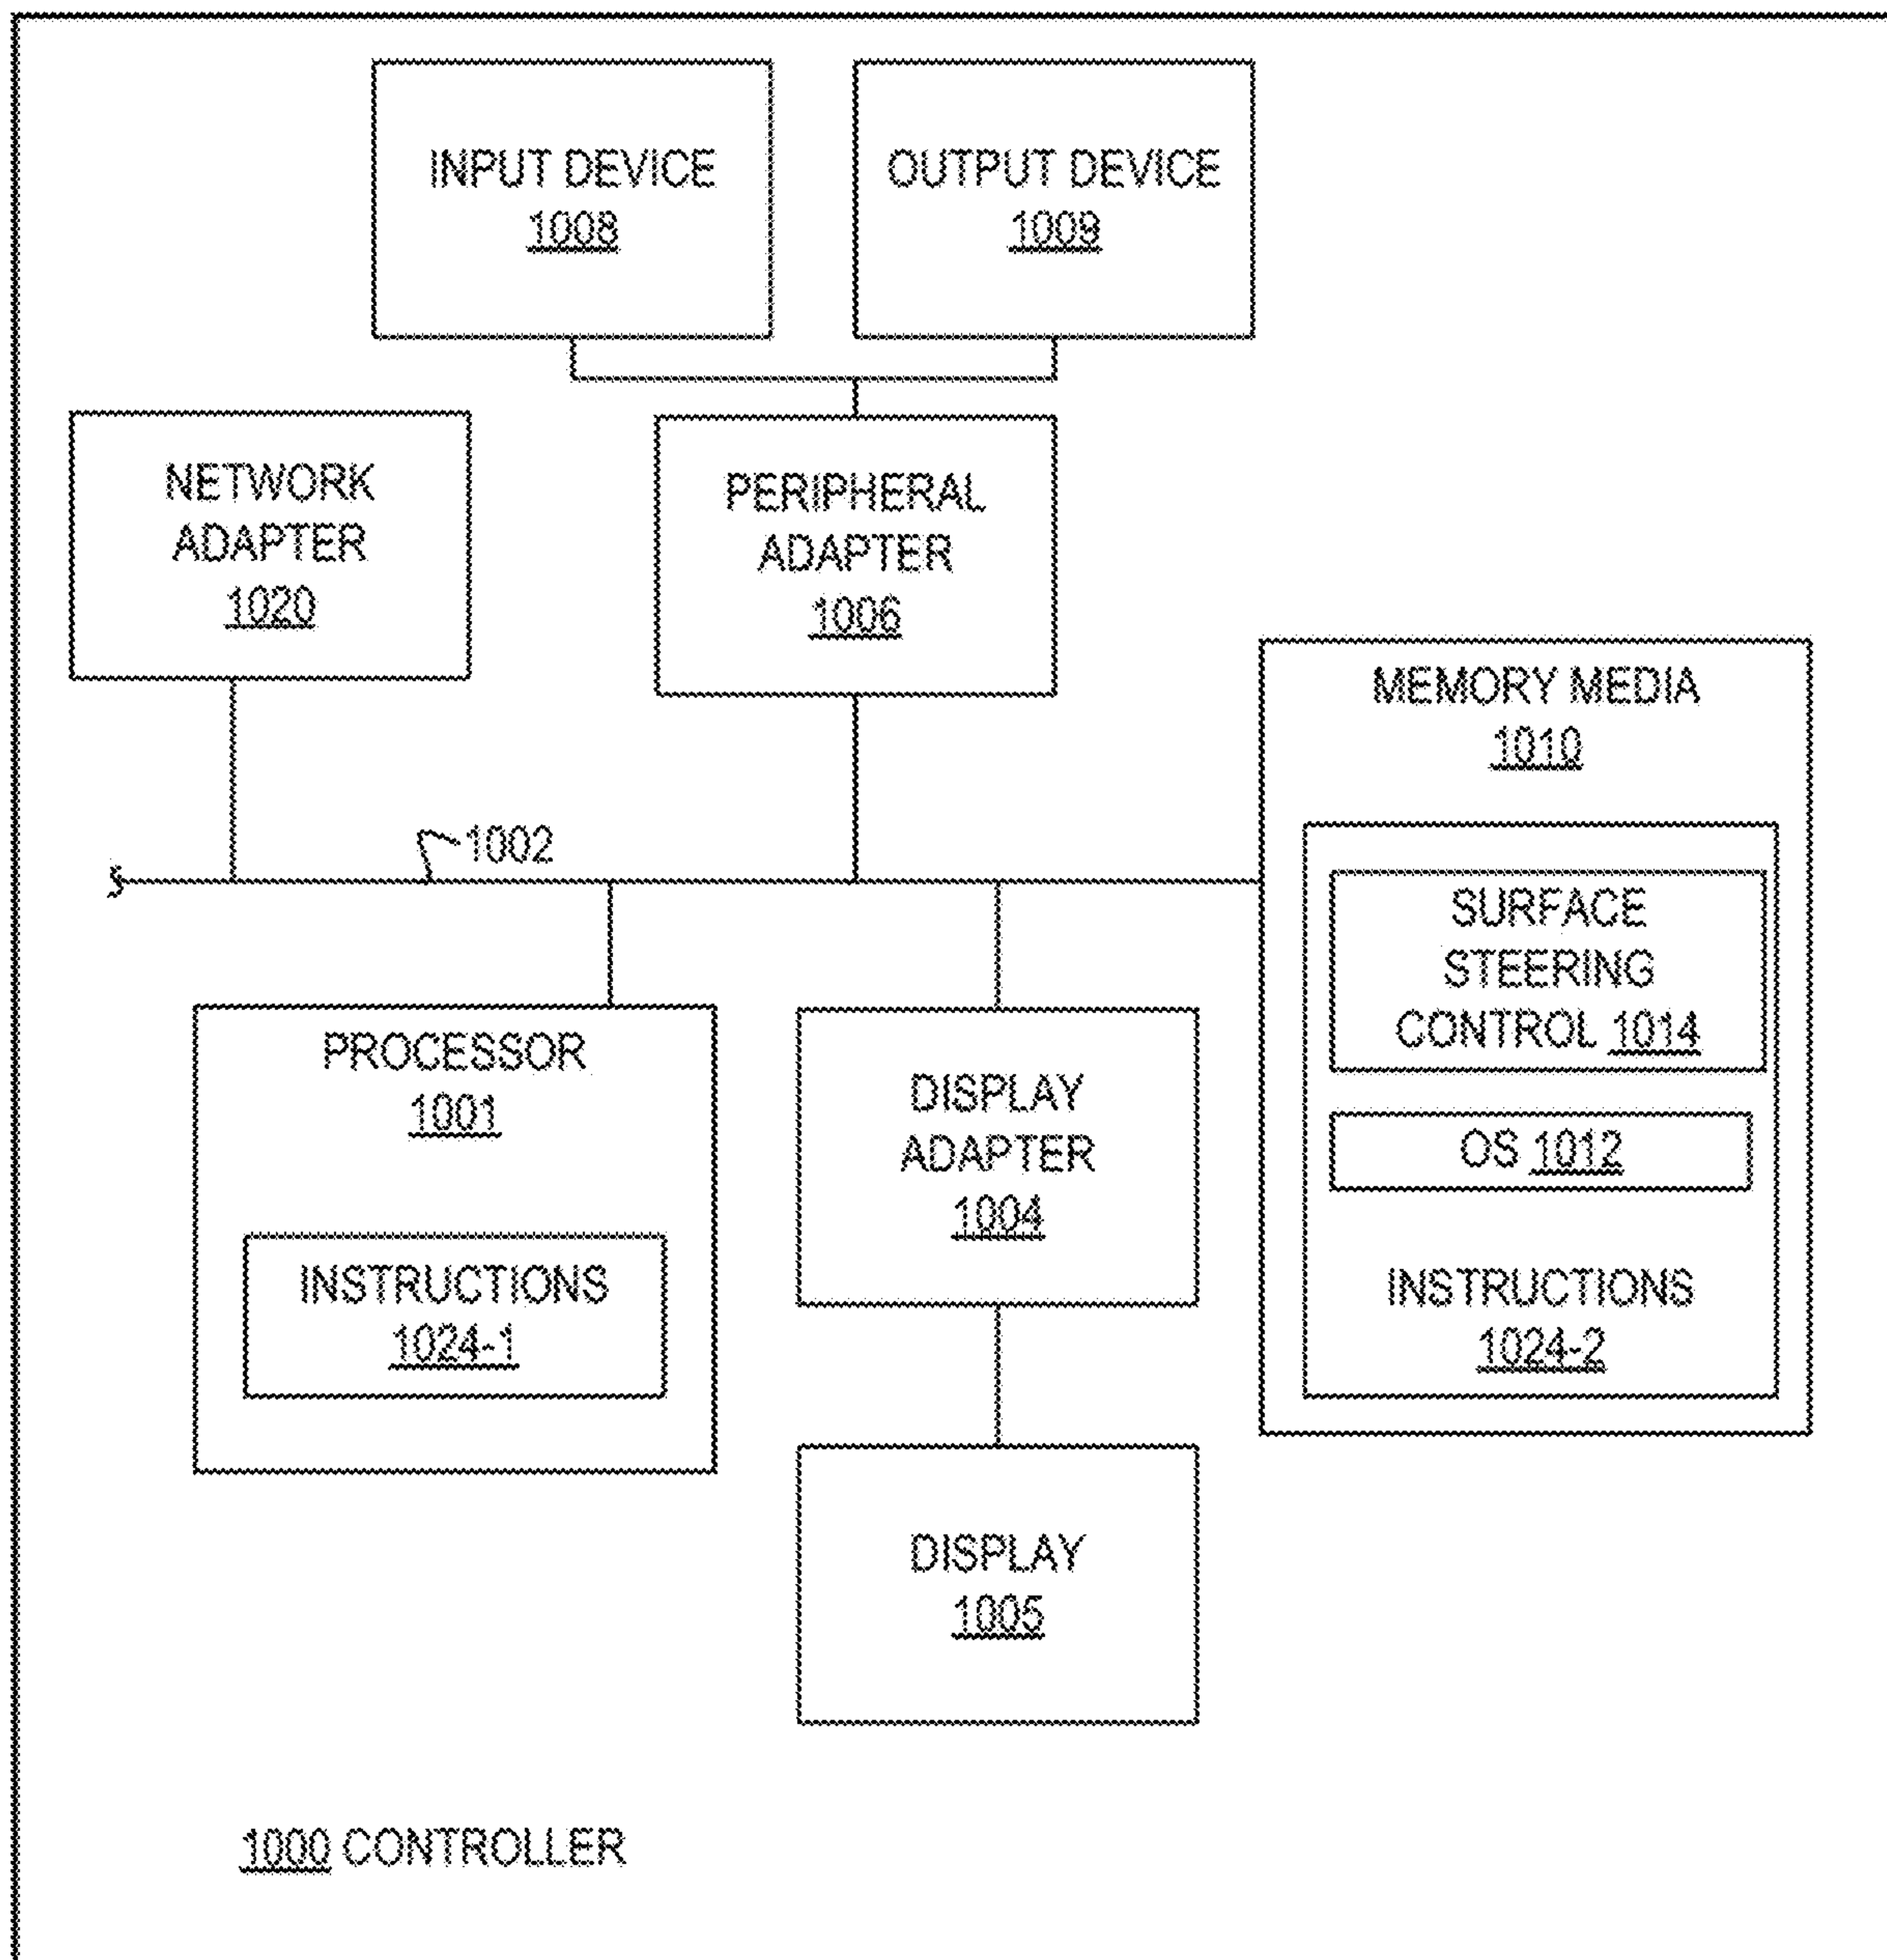 INPUT DEVICE
1008
OUTPUT DEVICE
1009
NETWORK
ADAPTER
1020
PERIPHERAL
ADAPTER
1006
MEMORY MEDIA
1010
1002
SURFACE
STEERING
CONTROL 1014
OS 1012
INSTRUCTIONS
1024-2
PROCESSOR
1001
INSTRUCTIONS
1024-1
DISPLAY
ADAPTER
1004
DISPLAY
1005
1000 CONTROLLER